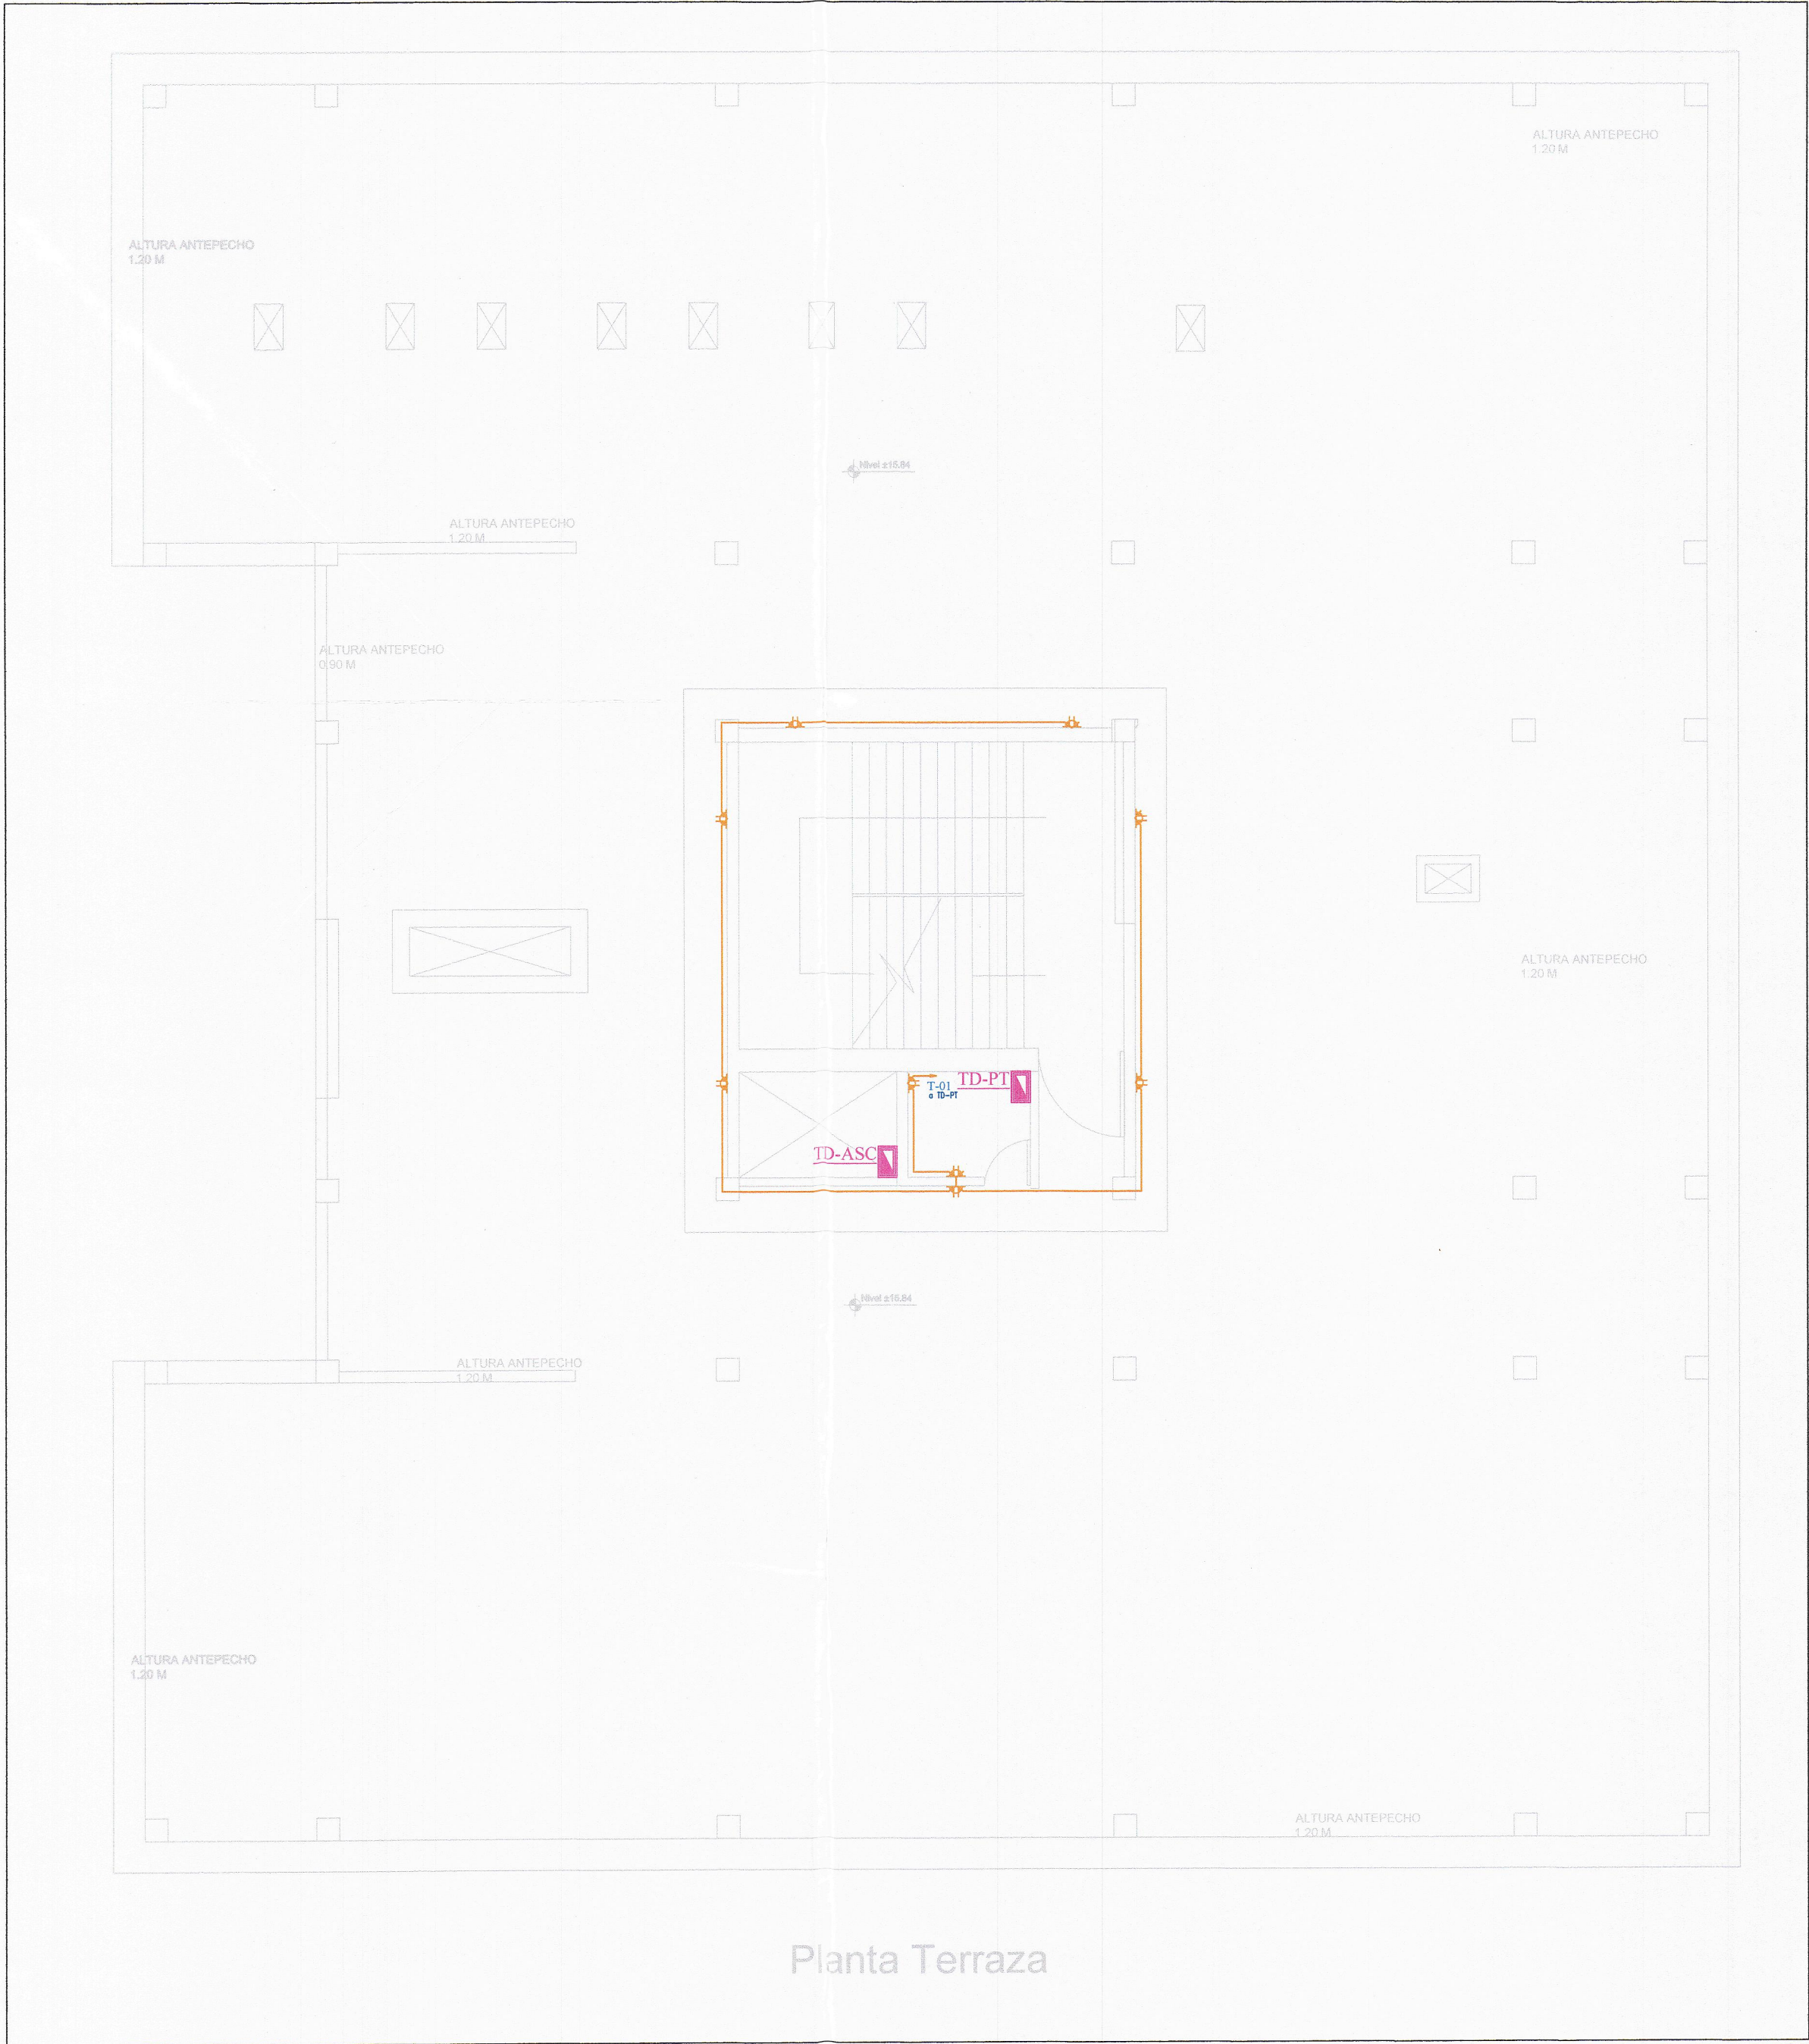 ALTURA ANTEPECHO
1.20 M
ALTURA ANTEPECHO
1.20 M
Nivel ±15.84
ALTURA ANTEPECHO
1.20 M
ALTURA ANTEPECHO
0.90 M
ALTURA ANTEPECHO
1.20 M
T-01
a TD-PT
TD-PT
TD-ASC
Nivel ±16.84
ALTURA ANTEPECHO
1.20 M
ALTURA ANTEPECHO
1.20 M
ALTURA ANTEPECHO
1.20 M
Planta Terraza